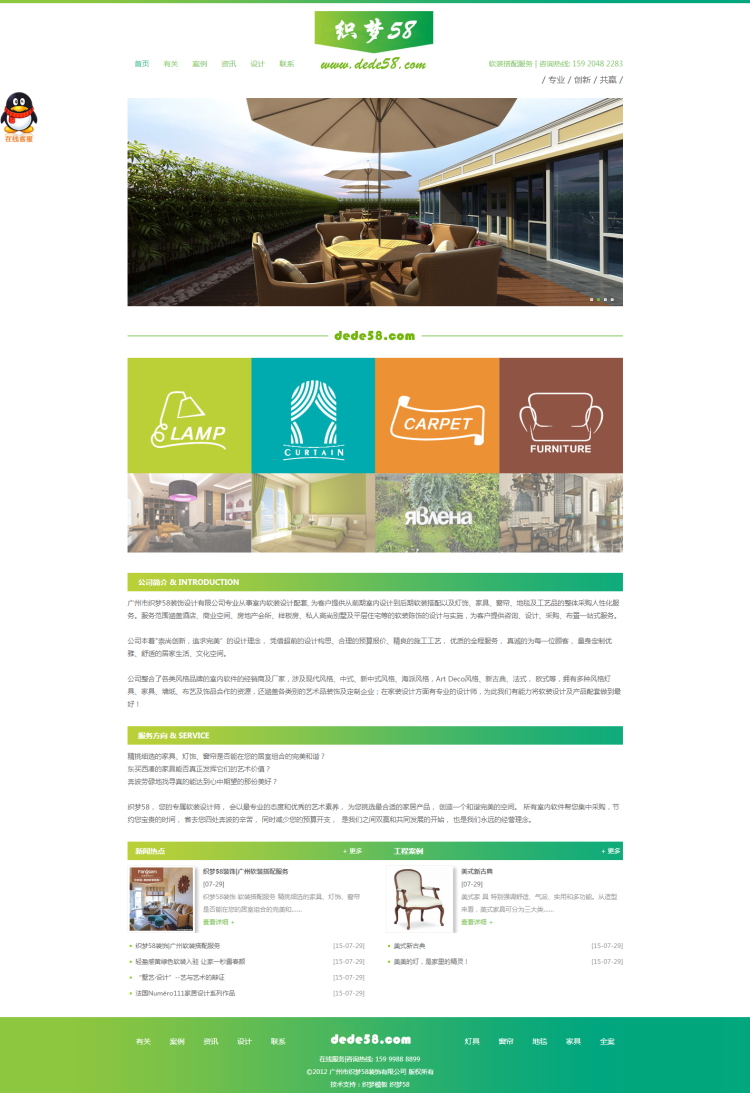 织梦58
www.dede58.com
首页 有关 案例 资讯 设计 联系
软装搭配服务 | 咨询热线: 159 2048 2283
/ 专业 / 创新 / 共赢 /
在线客服
dede58.com
LAMP
CURTAIN
CARPET
FURNITURE
явлена
公司简介 & INTRODUCTION
广州市织梦58装饰设计有限公司专业从事室内软装设计配套, 为客户提供从前期室内设计到后期软装搭配以及灯饰、家具、窗帘、地毯及工艺品的整体采购人性化服
务。服务范围涵盖酒店、商业空间、房地产会所、样板房、私人高尚别墅及平层住宅等的软装陈饰的设计与实施，为客户提供咨询、设计、采购、布置一站式服务。
公司本着"崇尚创新，追求完美" 的设计理念， 凭借超前的设计构思、合理的预算报价、精良的施工工艺， 优质的全程服务， 真诚的为每一位顾客， 量身定制优
雅、舒适的居家生活、文化空间。
公司整合了各类风格品牌的室内软件的经销商及厂家，涉及现代风格、中式、新中式风格、海派风格，Art Deco风格、新古典、法式， 欧式等，拥有多种风格灯
具、家具、墙纸、布艺及饰品合作的资源，还涵盖各类别的艺术品装饰及定制企业；在家装设计方面有专业的设计师，为此我们有能力将软装设计及产品配套做到最
好！
服务方向 & SERVICE
精挑细选的家具、灯饰、窗帘是否能在您的居室组合的完美和谐？
东买西凑的家具能否真正发挥它们的艺术价值？
奔波劳碌地找寻真的能达到心中期望的那份美好？
织梦58， 您的专属软装设计师， 会以最专业的态度和优秀的艺术素养， 为您挑选最合适的家居产品， 创造一个和谐完美的空间。 所有室内软件帮您集中采购，节
约您宝贵的时间， 省去您四处奔波的辛苦， 同时减少您的预算开支， 是我们之间双赢和共同发展的开始， 也是我们永远的经营理念。
新闻热点 + 更多
工程案例 + 更多
织梦58装饰|广州软装搭配服务
[07-29]
织梦58装饰 软装搭配服务 精挑细选的家具、灯饰、窗帘
是否能在您的居室组合的完美和......
查看详细 +
美式新古典
[07-29]
美式家 具 特别强调舒适、气派、实用和多功能。从造型
来看，美式家具可分为三大类......
查看详细 +
织梦58装饰|广州软装搭配服务 [15-07-29]
轻盈葱黄绿色软装入驻 让家一秒露春颜 [15-07-29]
“墅艺·设计”··艺与艺术的辩证 [15-07-29]
法国Numéro111家居设计系列作品 [15-07-29]
美式新古典 [15-07-29]
美美的灯，是家里的精灵！ [15-07-29]
有关 案例 资讯 设计 联系
dede58.com
灯具 窗帘 地毯 家具 全案
在线服务|咨询热线: 159 9988 8899
©2012 广州市织梦58装饰有限公司 版权所有
技术支持：织梦模板 织梦58